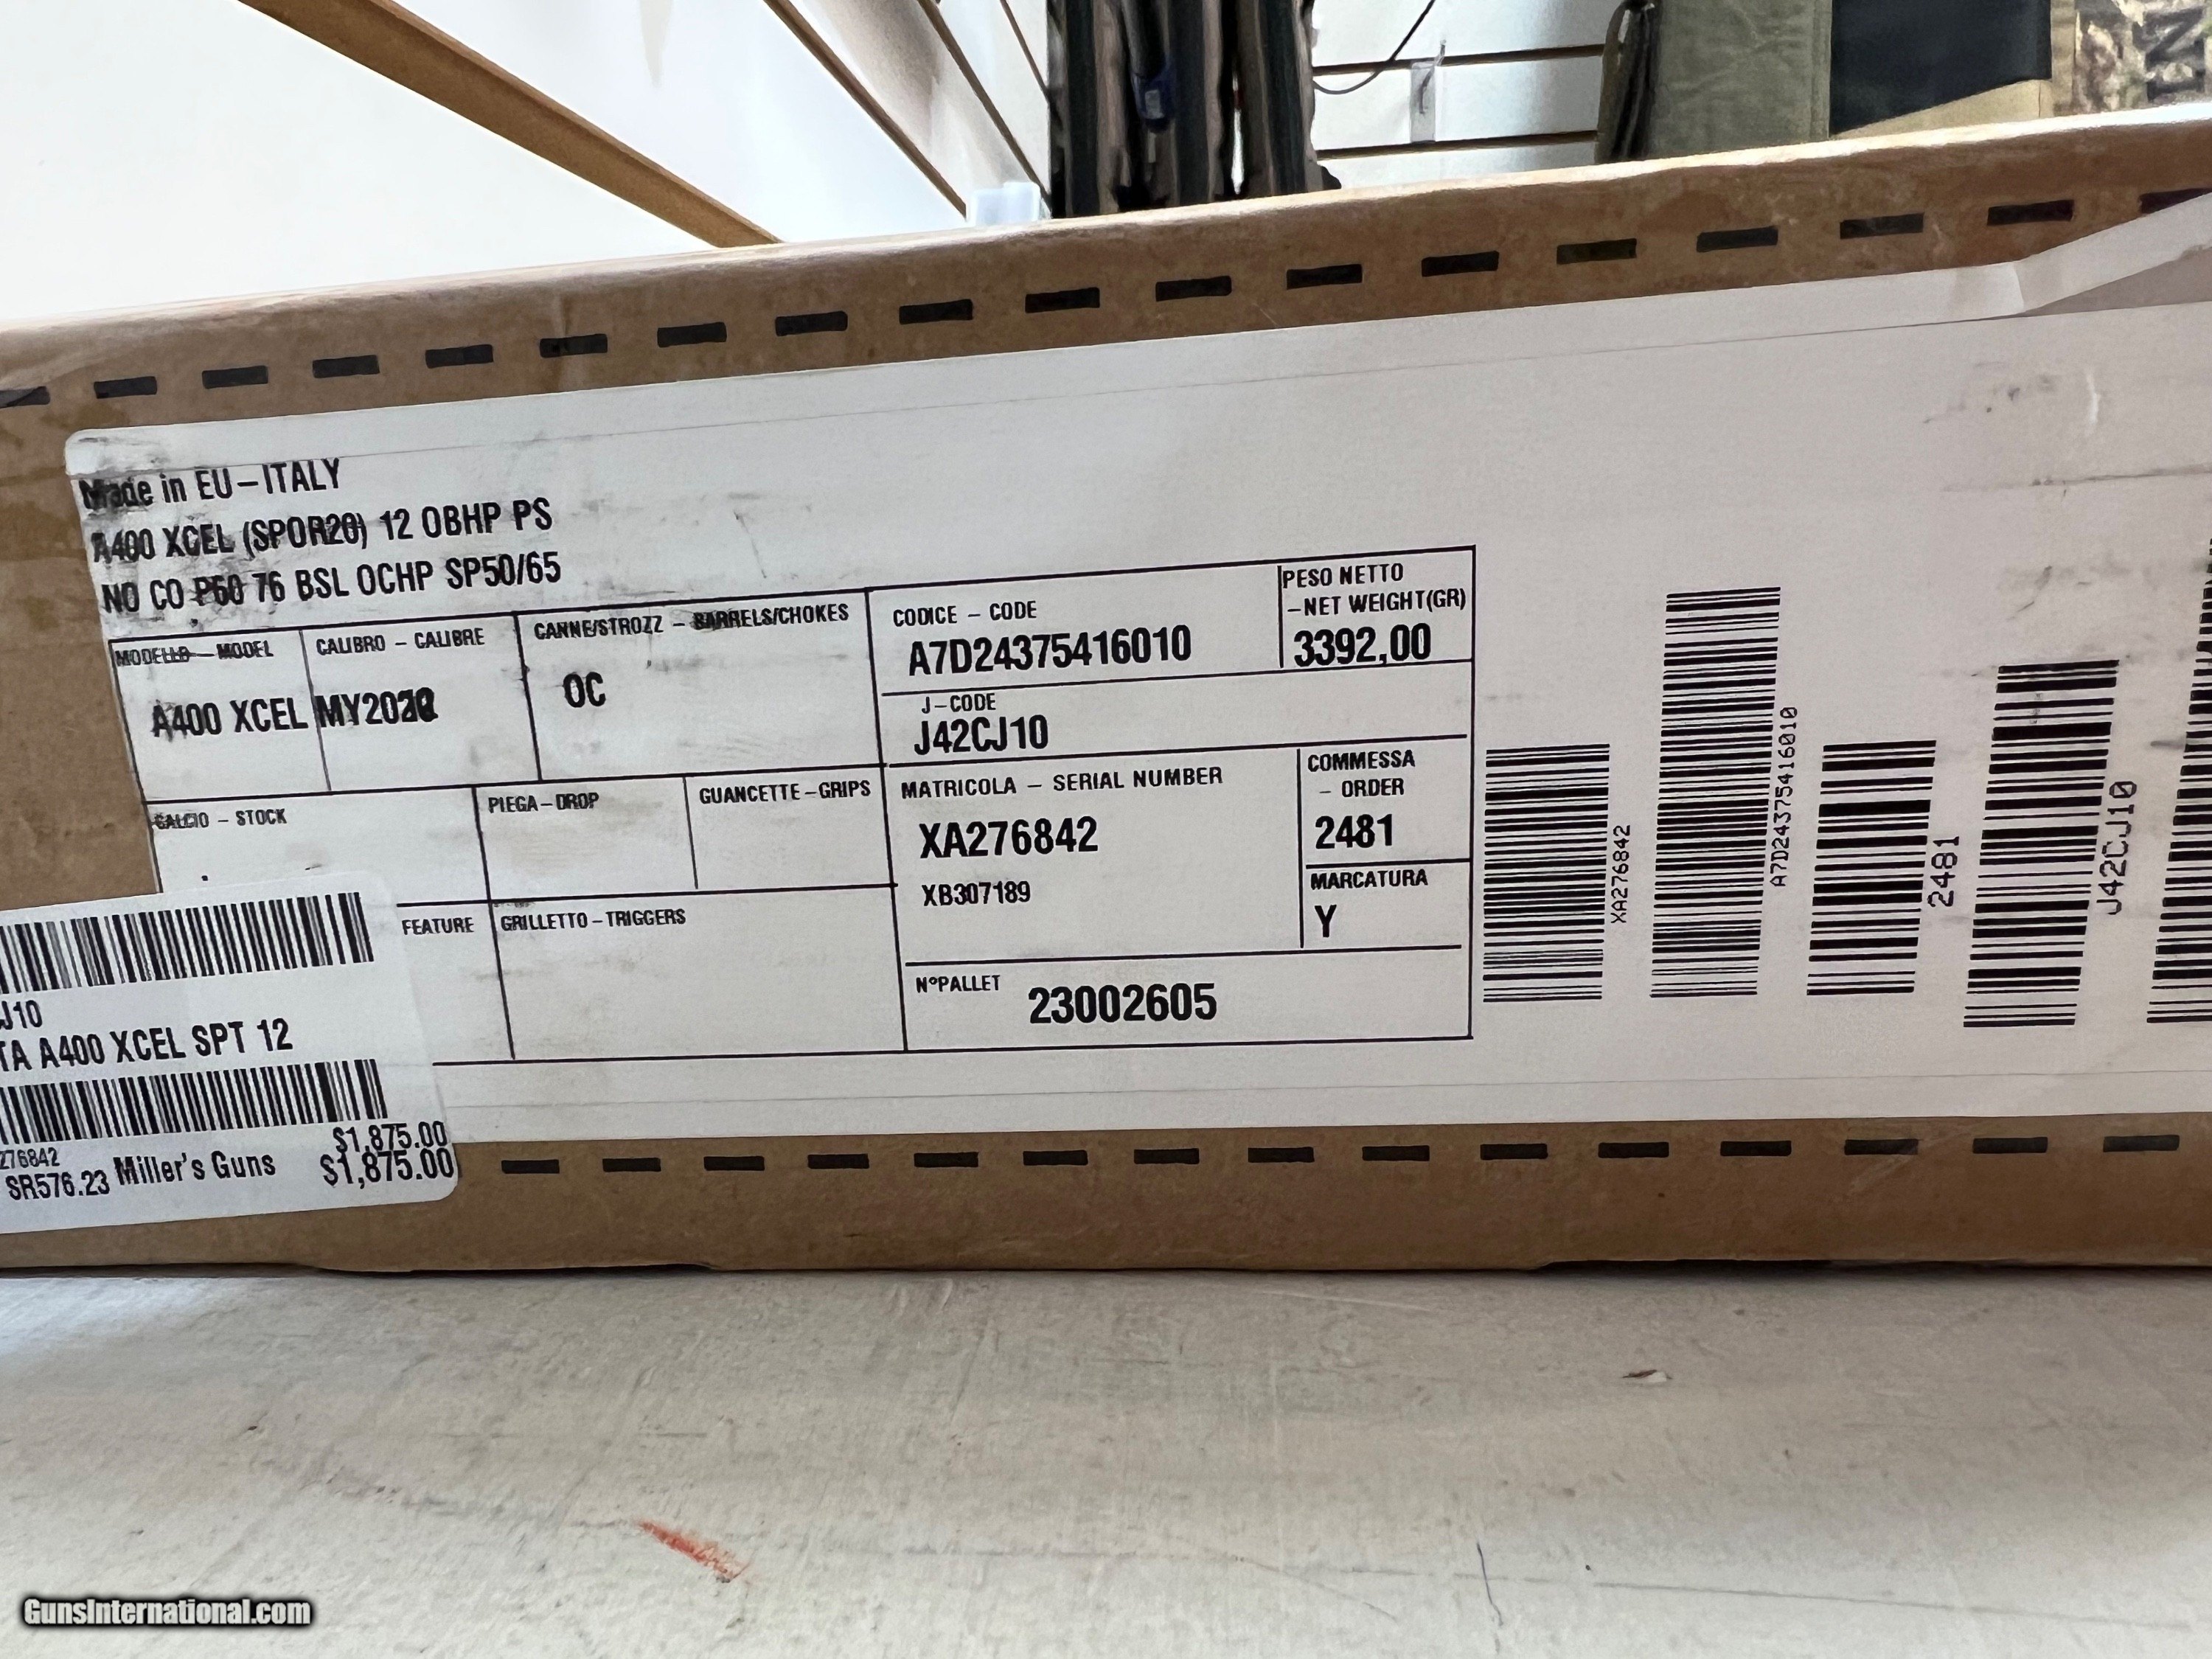 Made in EU-ITALY
A400 XCEL (SPOR20) 12 OBHP PS
NO CO P60 76 BSL OCHP SP50/65
MODELLO - MODEL
A400 XCEL
CALIBRO - CALIBRE
CANNE/STROZZ - BARRELS/CHOKES
OC
CODICE - CODE
A7D24375416010
PESO NETTO
-NET WEIGHT(GR)
3392,00
J-CODE
J42CJ10
CALCIO - STOCK
PIEGA-DROP
GUANCETTE-GRIPS
MATRICOLA - SERIAL NUMBER
XA276842
XB307189
COMMESSA
- ORDER
2481
MARCATURA
Y
FEATURE
GRILLETTO-TRIGGERS
N°PALLET
23002605
XA276842
A7D24375416010
2481
J42CJ10
J10
TA A400 XCEL SPT 12
$1,875.00
276842
SR576.23 Miller's Guns $1,875.00
GunsInternational.com